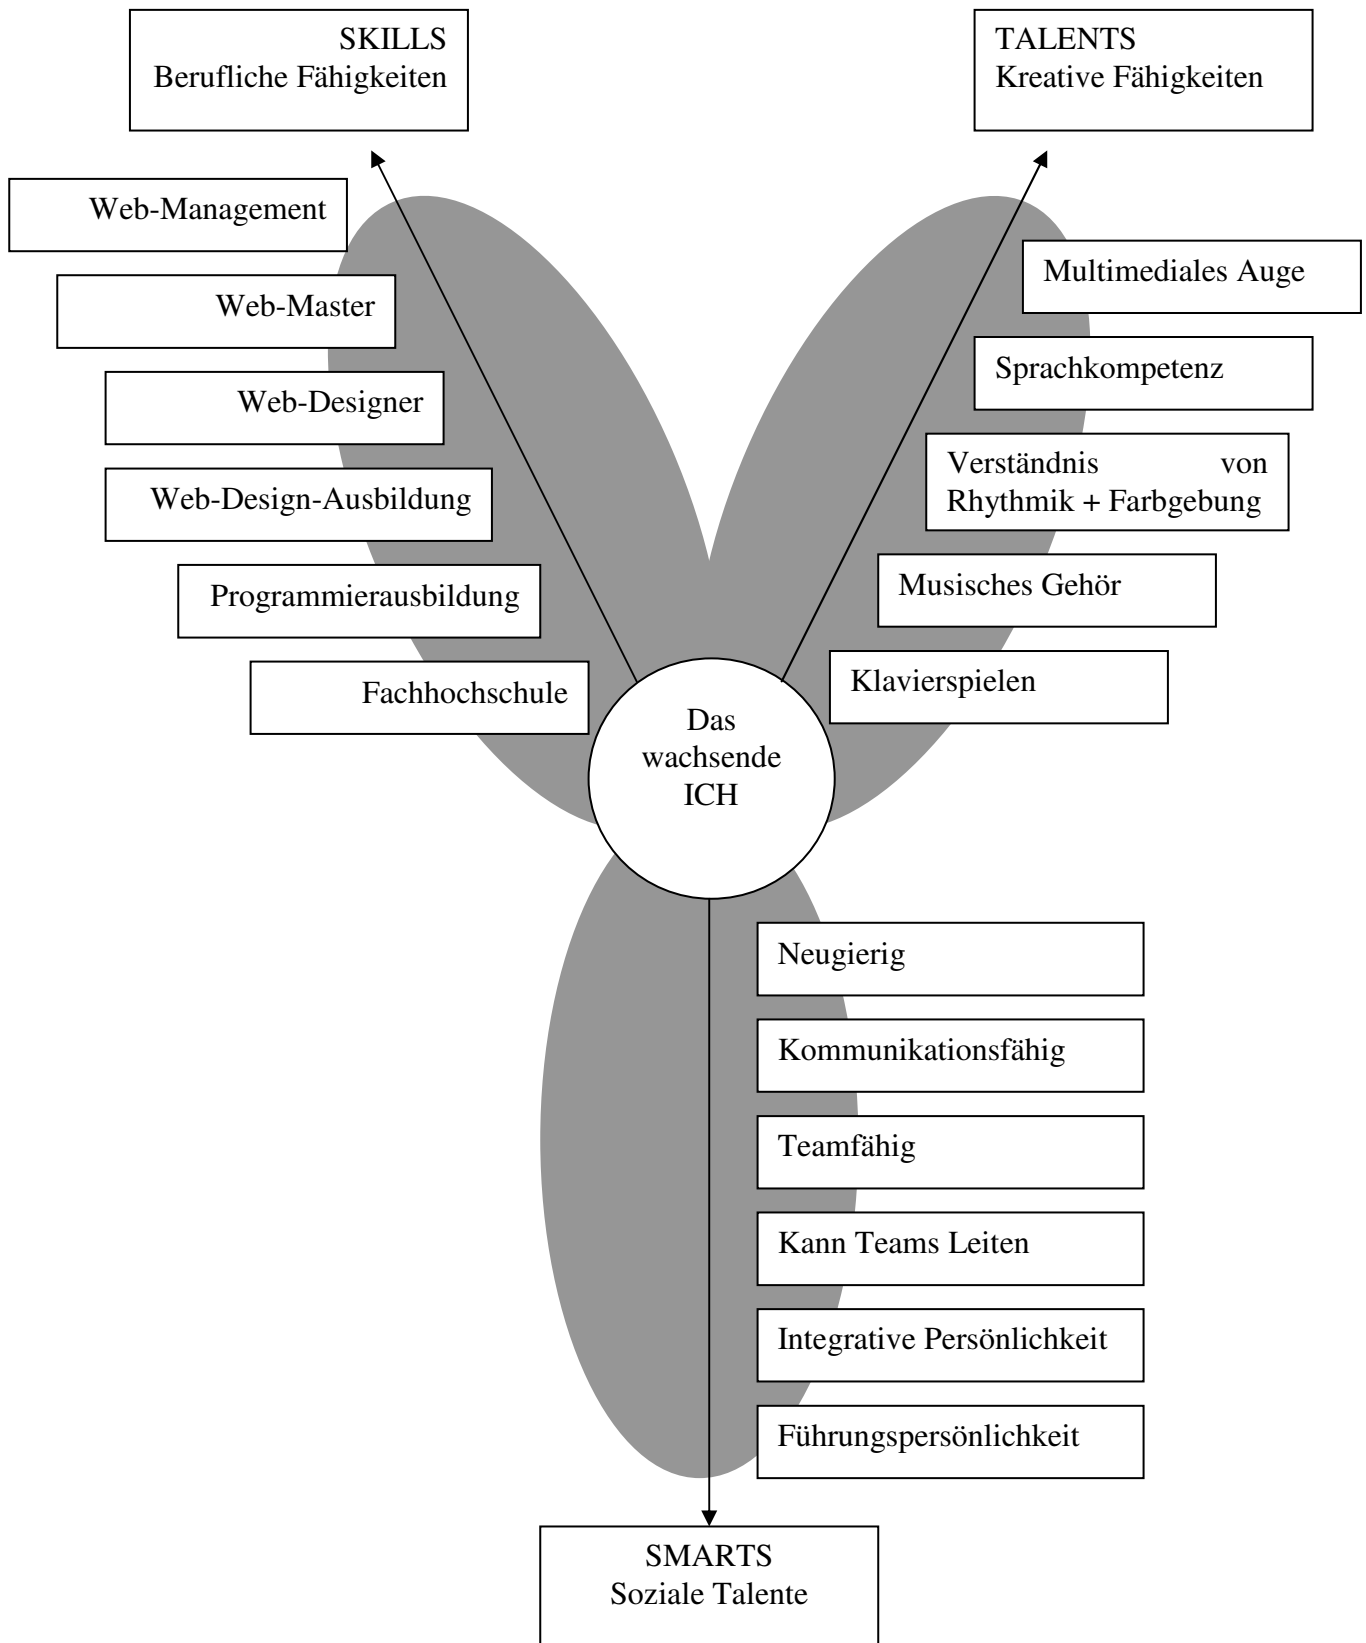 SKILLS
Berufliche Fähigkeiten
TALENTS
Kreative Fähigkeiten
Web-Management
Web-Master
Web-Designer
Web-Design-Ausbildung
Programmierausbildung
Fachhochschule
Multimediales Auge
Sprachkompetenz
Verständnis von
Rhythmik + Farbgebung
Musisches Gehör
Klavierspielen
Das
wachsende
ICH
Neugierig
Kommunikationsfähig
Teamfähig
Kann Teams Leiten
Integrative Persönlichkeit
Führungspersönlichkeit
SMARTS
Soziale Talente